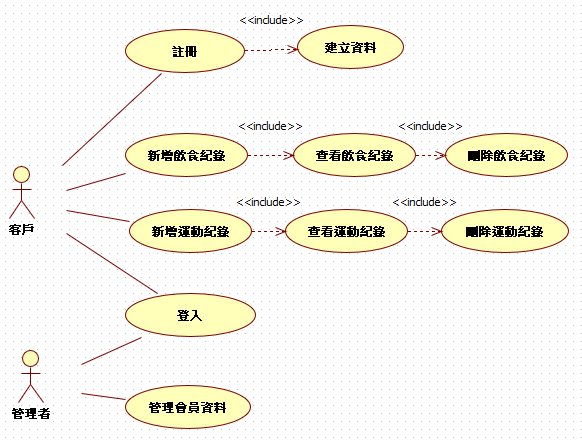 <<include>>
註冊
建立資料
<<include>>
<<include>>
新增飲食紀錄
查看飲食紀錄
刪除飲食紀錄
客戶
<<include>>
<<include>>
新增運動紀錄
查看運動紀錄
刪除運動紀錄
登入
管理者
管理會員資料